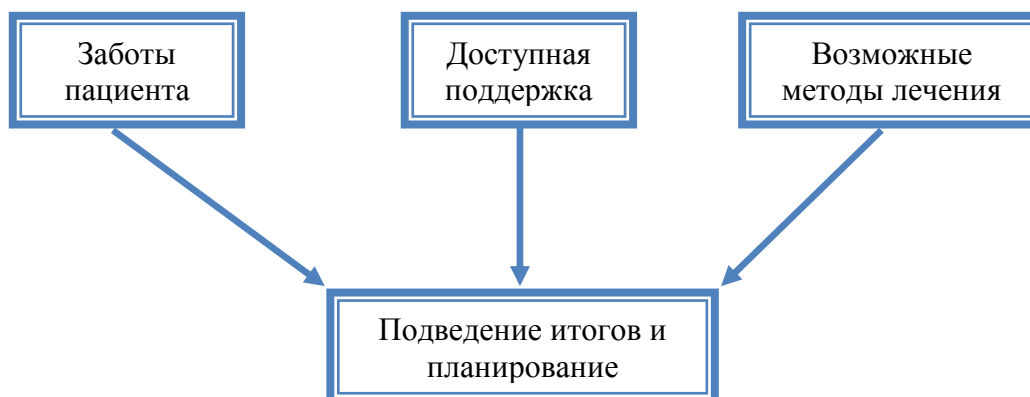 Заботы
пациента
Доступная
поддержка
Возможные
методы лечения
Подведение итогов и
планирование